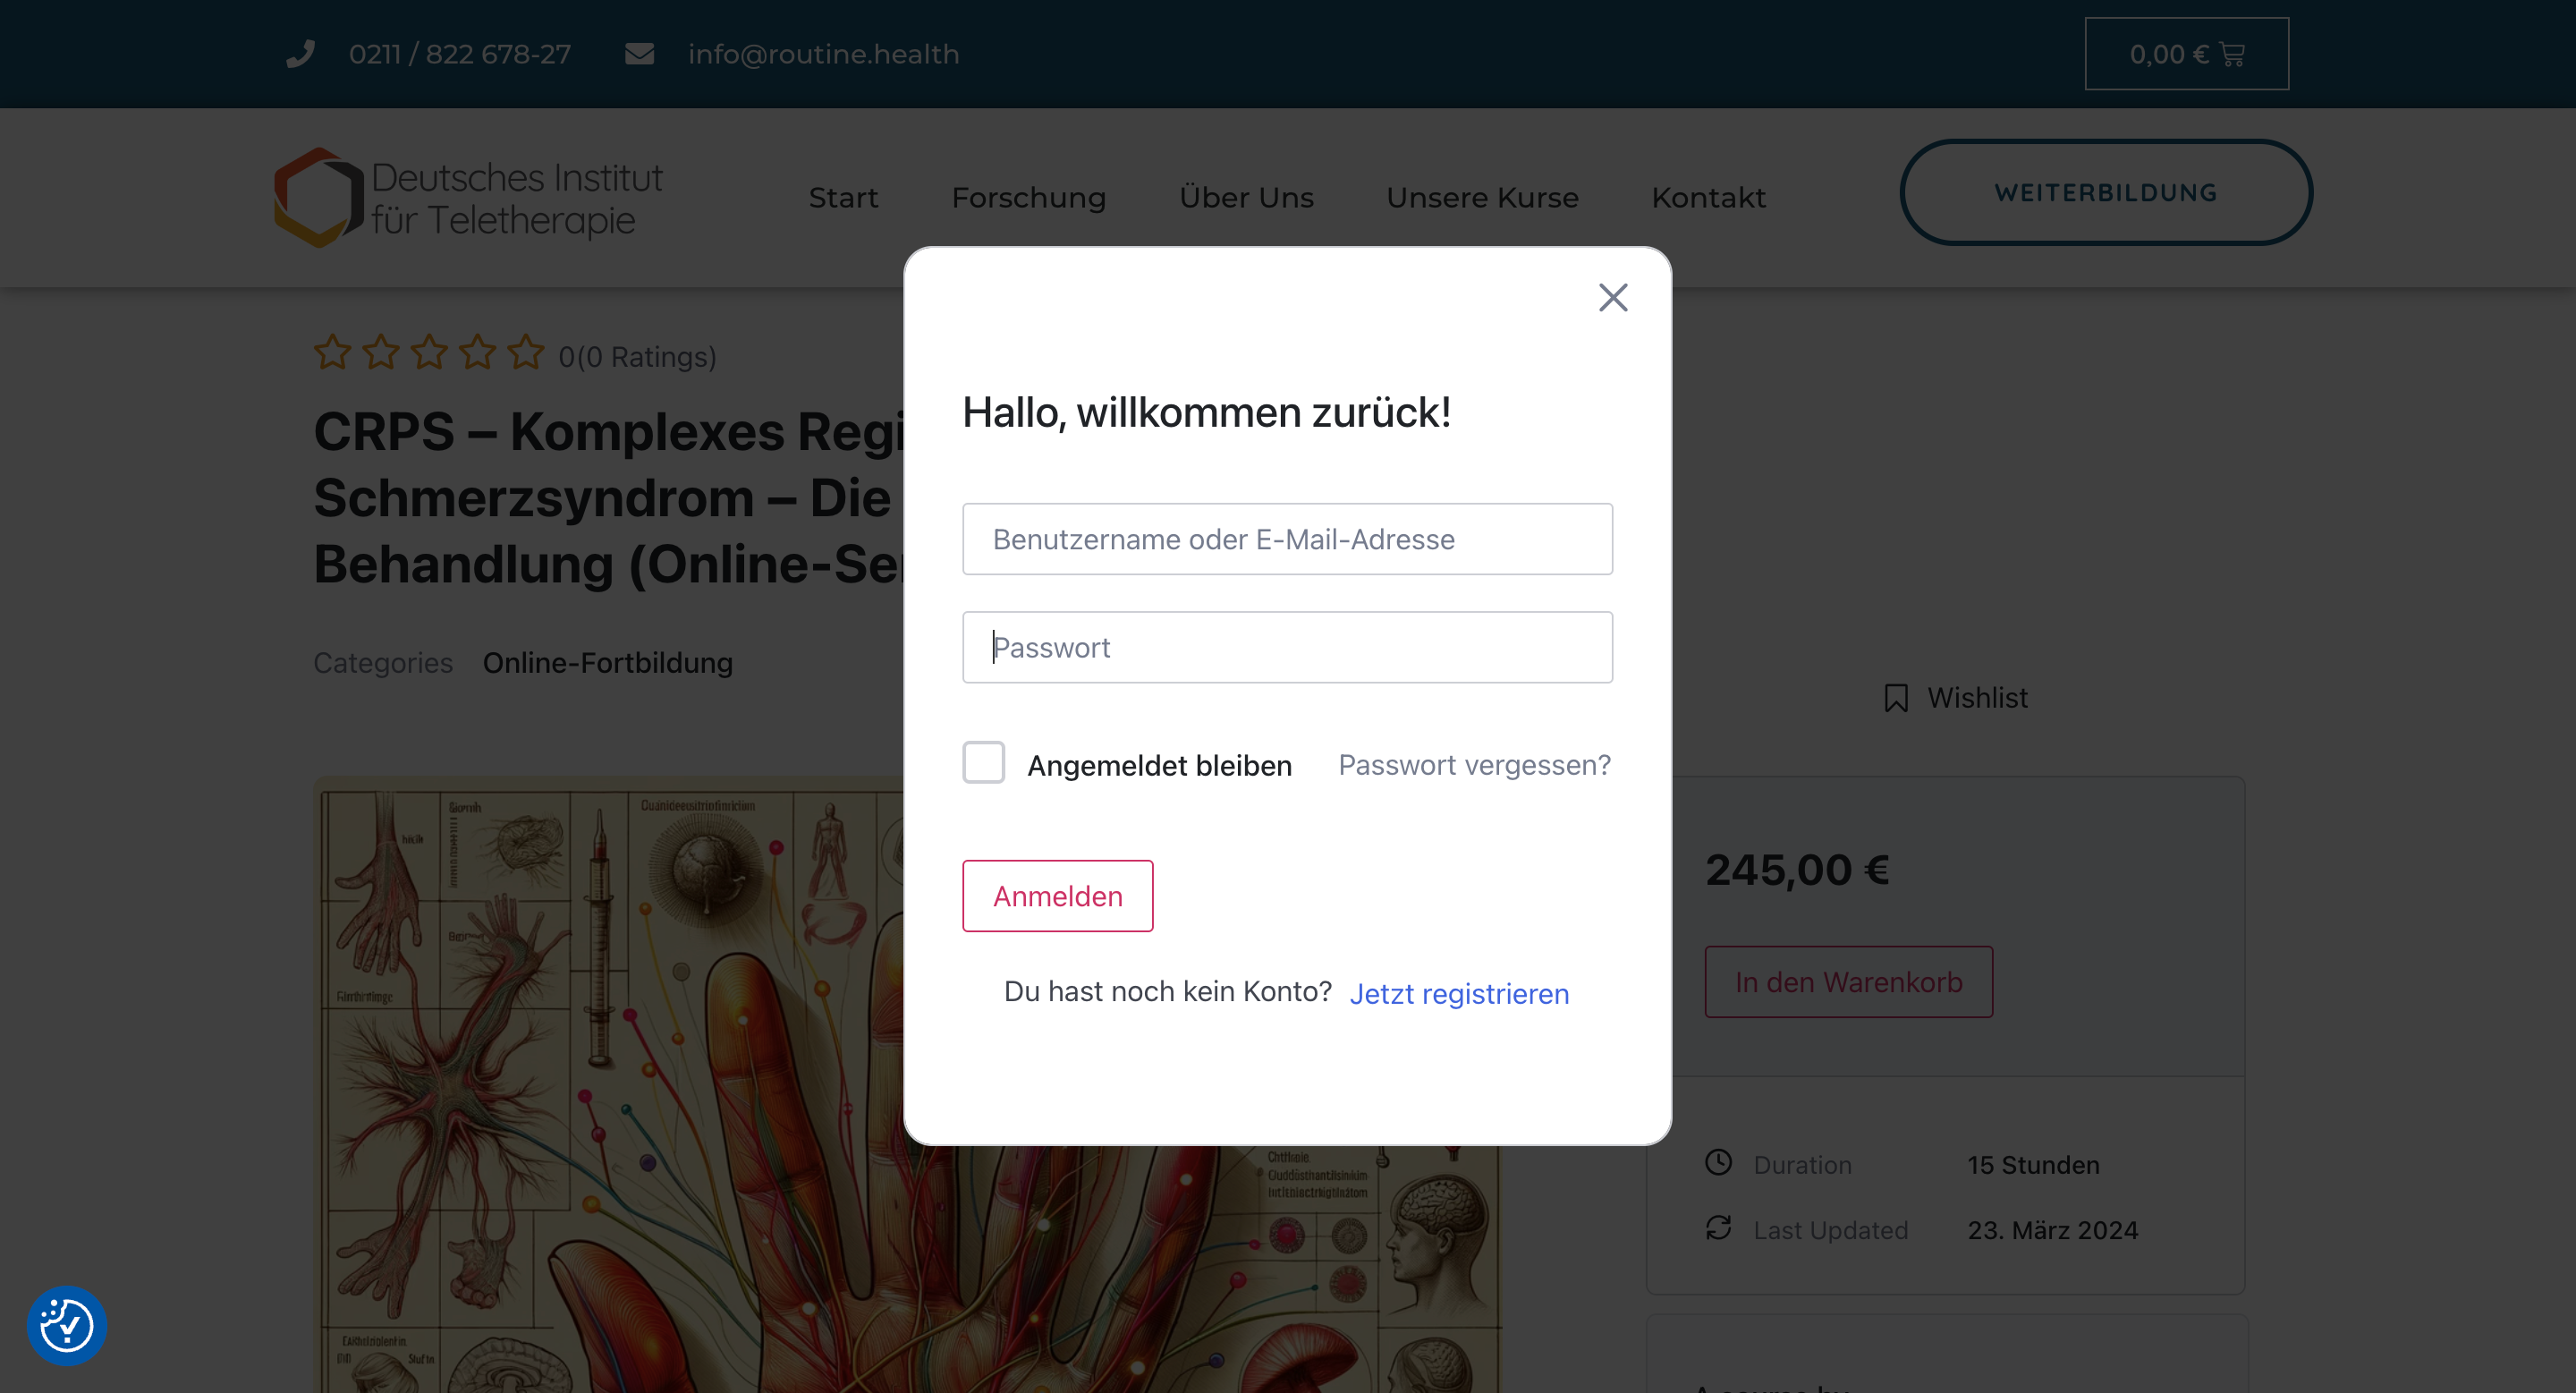 0211 / 822 678-27
info@routine.health
0,00 €
Deutsches Institut
für Teletherapie
Start
Forschung
Über Uns
Unsere Kurse
Kontakt
WEITERBILDUNG
0(0 Ratings)
CRPS – Komplexes Regi
Schmerzsyndrom – Die
Behandlung (Online-Se
Categories Online-Fortbildung
Hallo, willkommen zurück!
Benutzername oder E-Mail-Adresse
Passwort
Angemeldet bleiben
Passwort vergessen?
Anmelden
Du hast noch kein Konto? Jetzt registrieren
Wishlist
245,00 €
In den Warenkorb
Duration 15 Stunden
Last Updated 23. März 2024